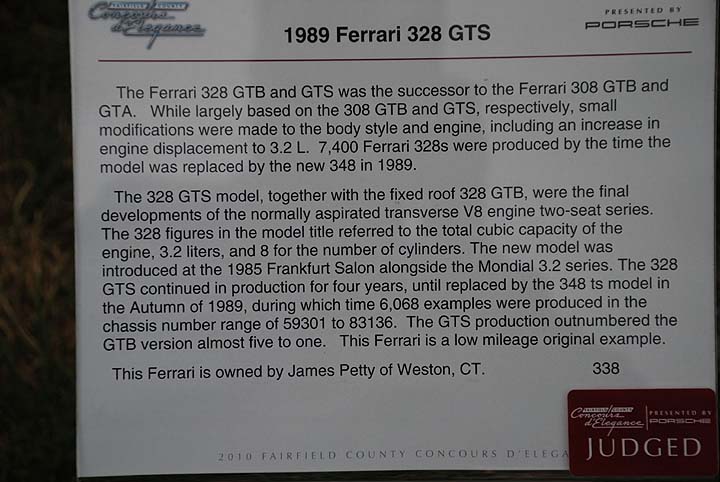 FAIRFIELD COUNTY
Concours
d'Elegance
PRESENTED BY
PORSCHE
1989 Ferrari 328 GTS
The Ferrari 328 GTB and GTS was the successor to the Ferrari 308 GTB and
GTA. While largely based on the 308 GTB and GTS, respectively, small
modifications were made to the body style and engine, including an increase in
engine displacement to 3.2 L. 7,400 Ferrari 328s were produced by the time the
model was replaced by the new 348 in 1989.
The 328 GTS model, together with the fixed roof 328 GTB, were the final
developments of the normally aspirated transverse V8 engine two-seat series.
The 328 figures in the model title referred to the total cubic capacity of the
engine, 3.2 liters, and 8 for the number of cylinders. The new model was
introduced at the 1985 Frankfurt Salon alongside the Mondial 3.2 series. The 328
GTS continued in production for four years, until replaced by the 348 ts model in
the Autumn of 1989, during which time 6,068 examples were produced in the
chassis number range of 59301 to 83136. The GTS production outnumbered the
GTB version almost five to one. This Ferrari is a low mileage original example.
This Ferrari is owned by James Petty of Weston, CT. 338
2010 FAIRFIELD COUNTY CONCOURS D'ELEGA
FAIRFIELD COUNTY
Concours
d'Elegance
PRESENTED BY
PORSCHE
JUDGED